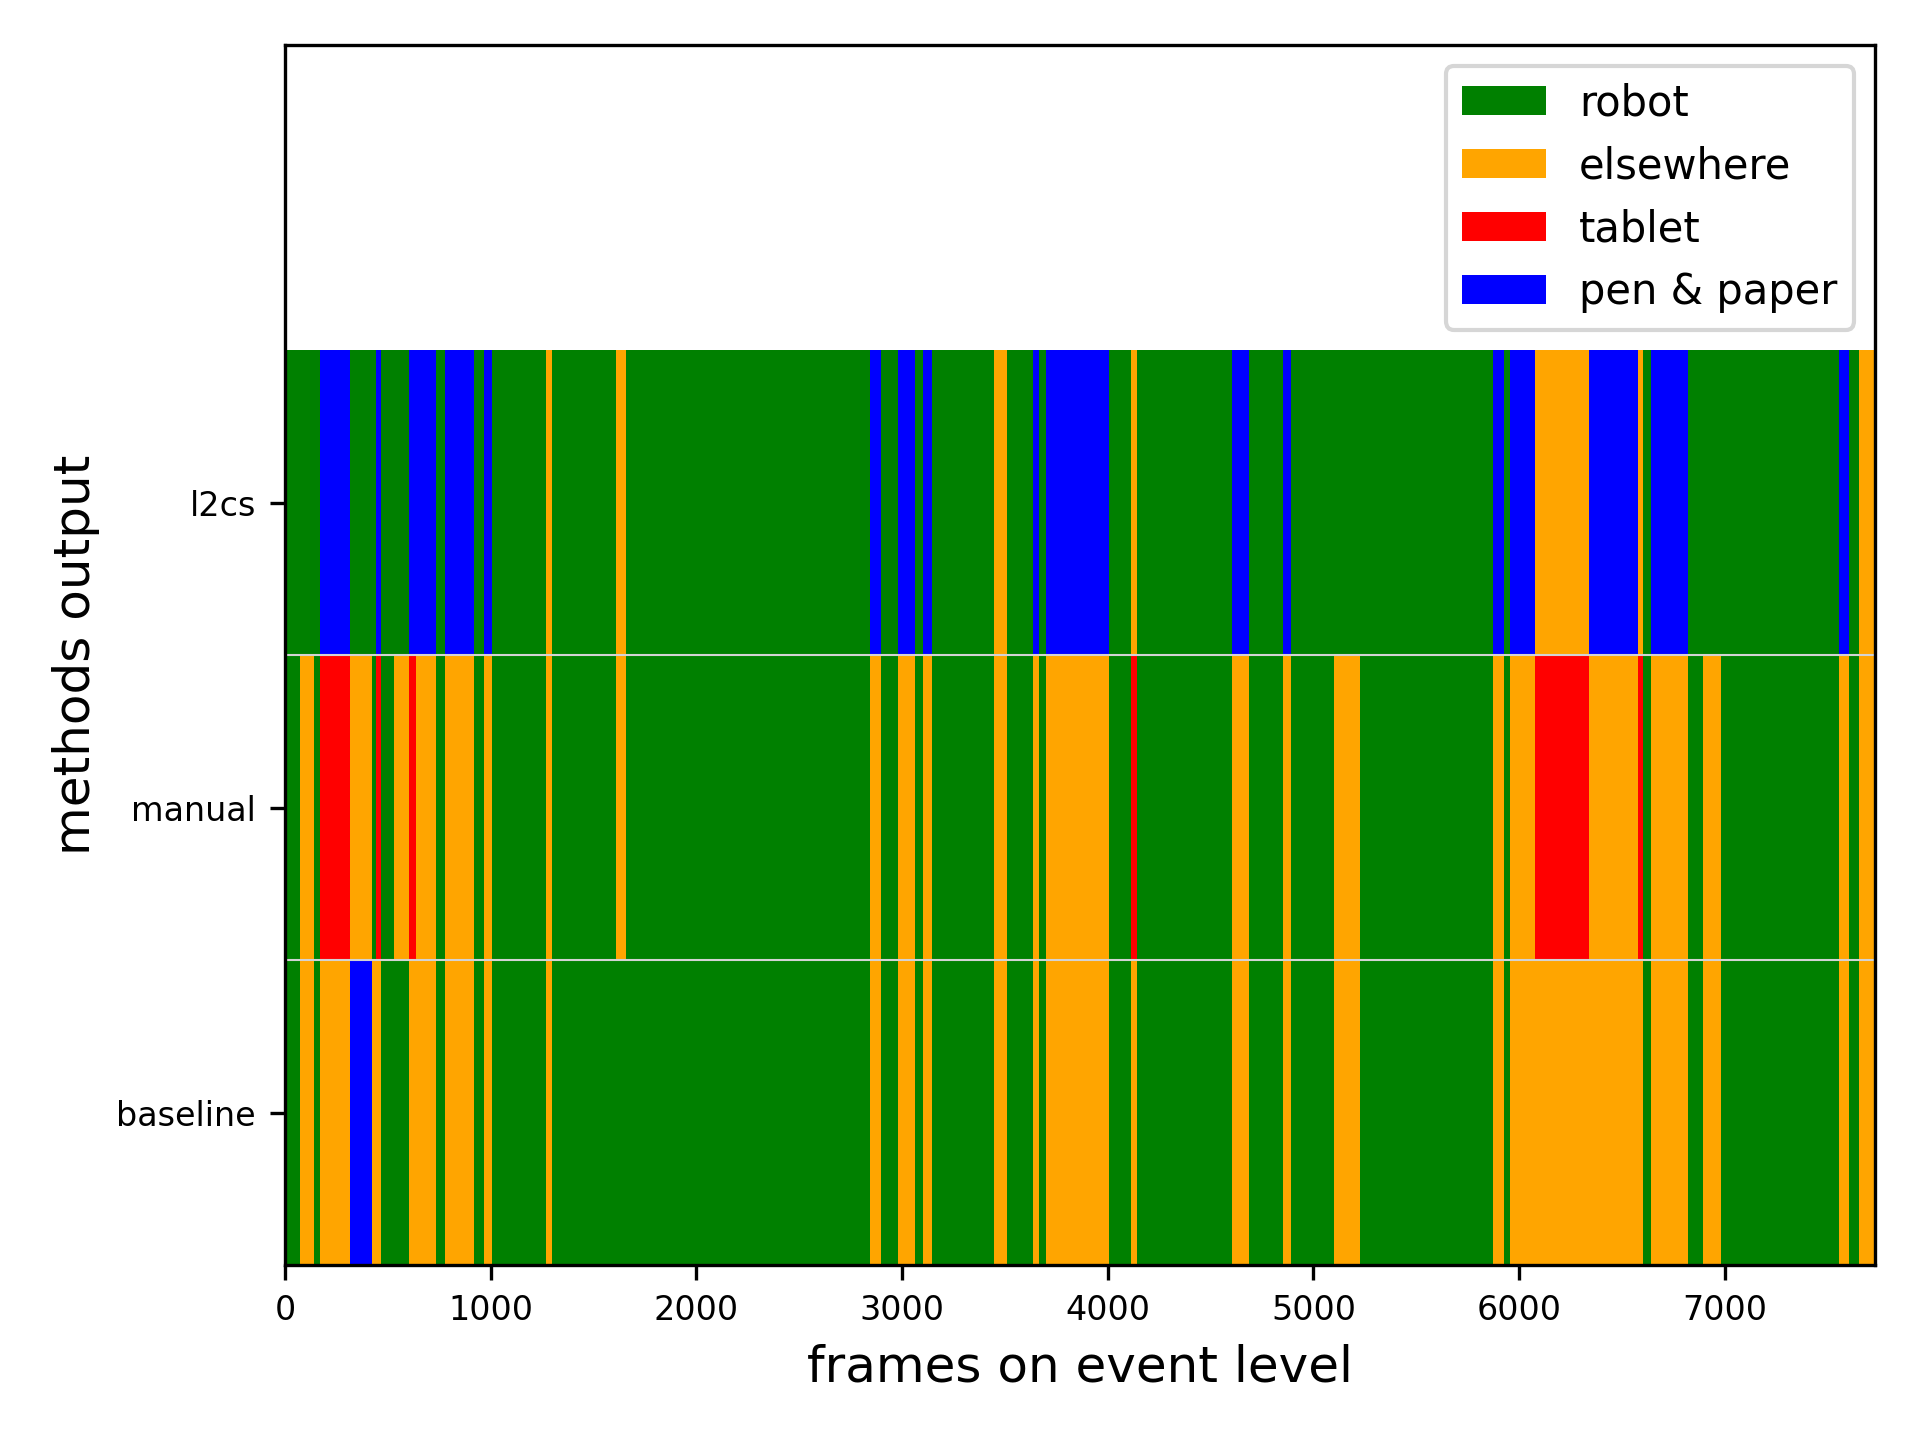 robot
elsewhere
tablet
pen & paper
methods output
l2cs
manual
baseline
0 1000 2000 3000 4000 5000 6000 7000
frames on event level